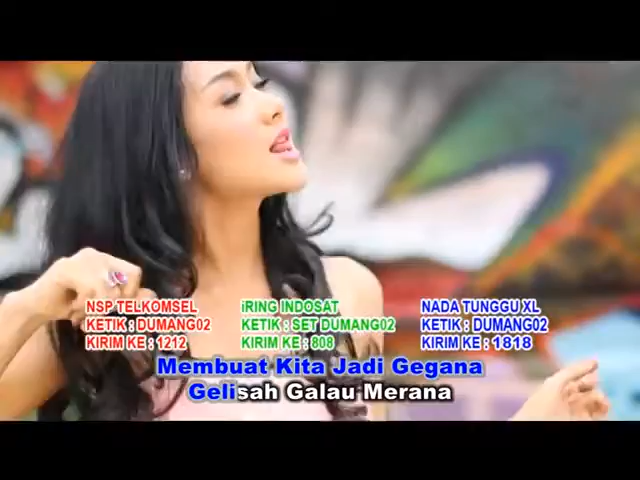 NSP TELKOMSEL
KETIK : DUMANG02
KIRIM KE : 1212
iRING INDOSAT
KETIK : SET DUMANG02
KIRIM KE : 808
NADA TUNGGU XL
KETIK : DUMANG02
KIRIM KE : 1818
Membuat Kita Jadi Gegana
Gelisah Galau Merana